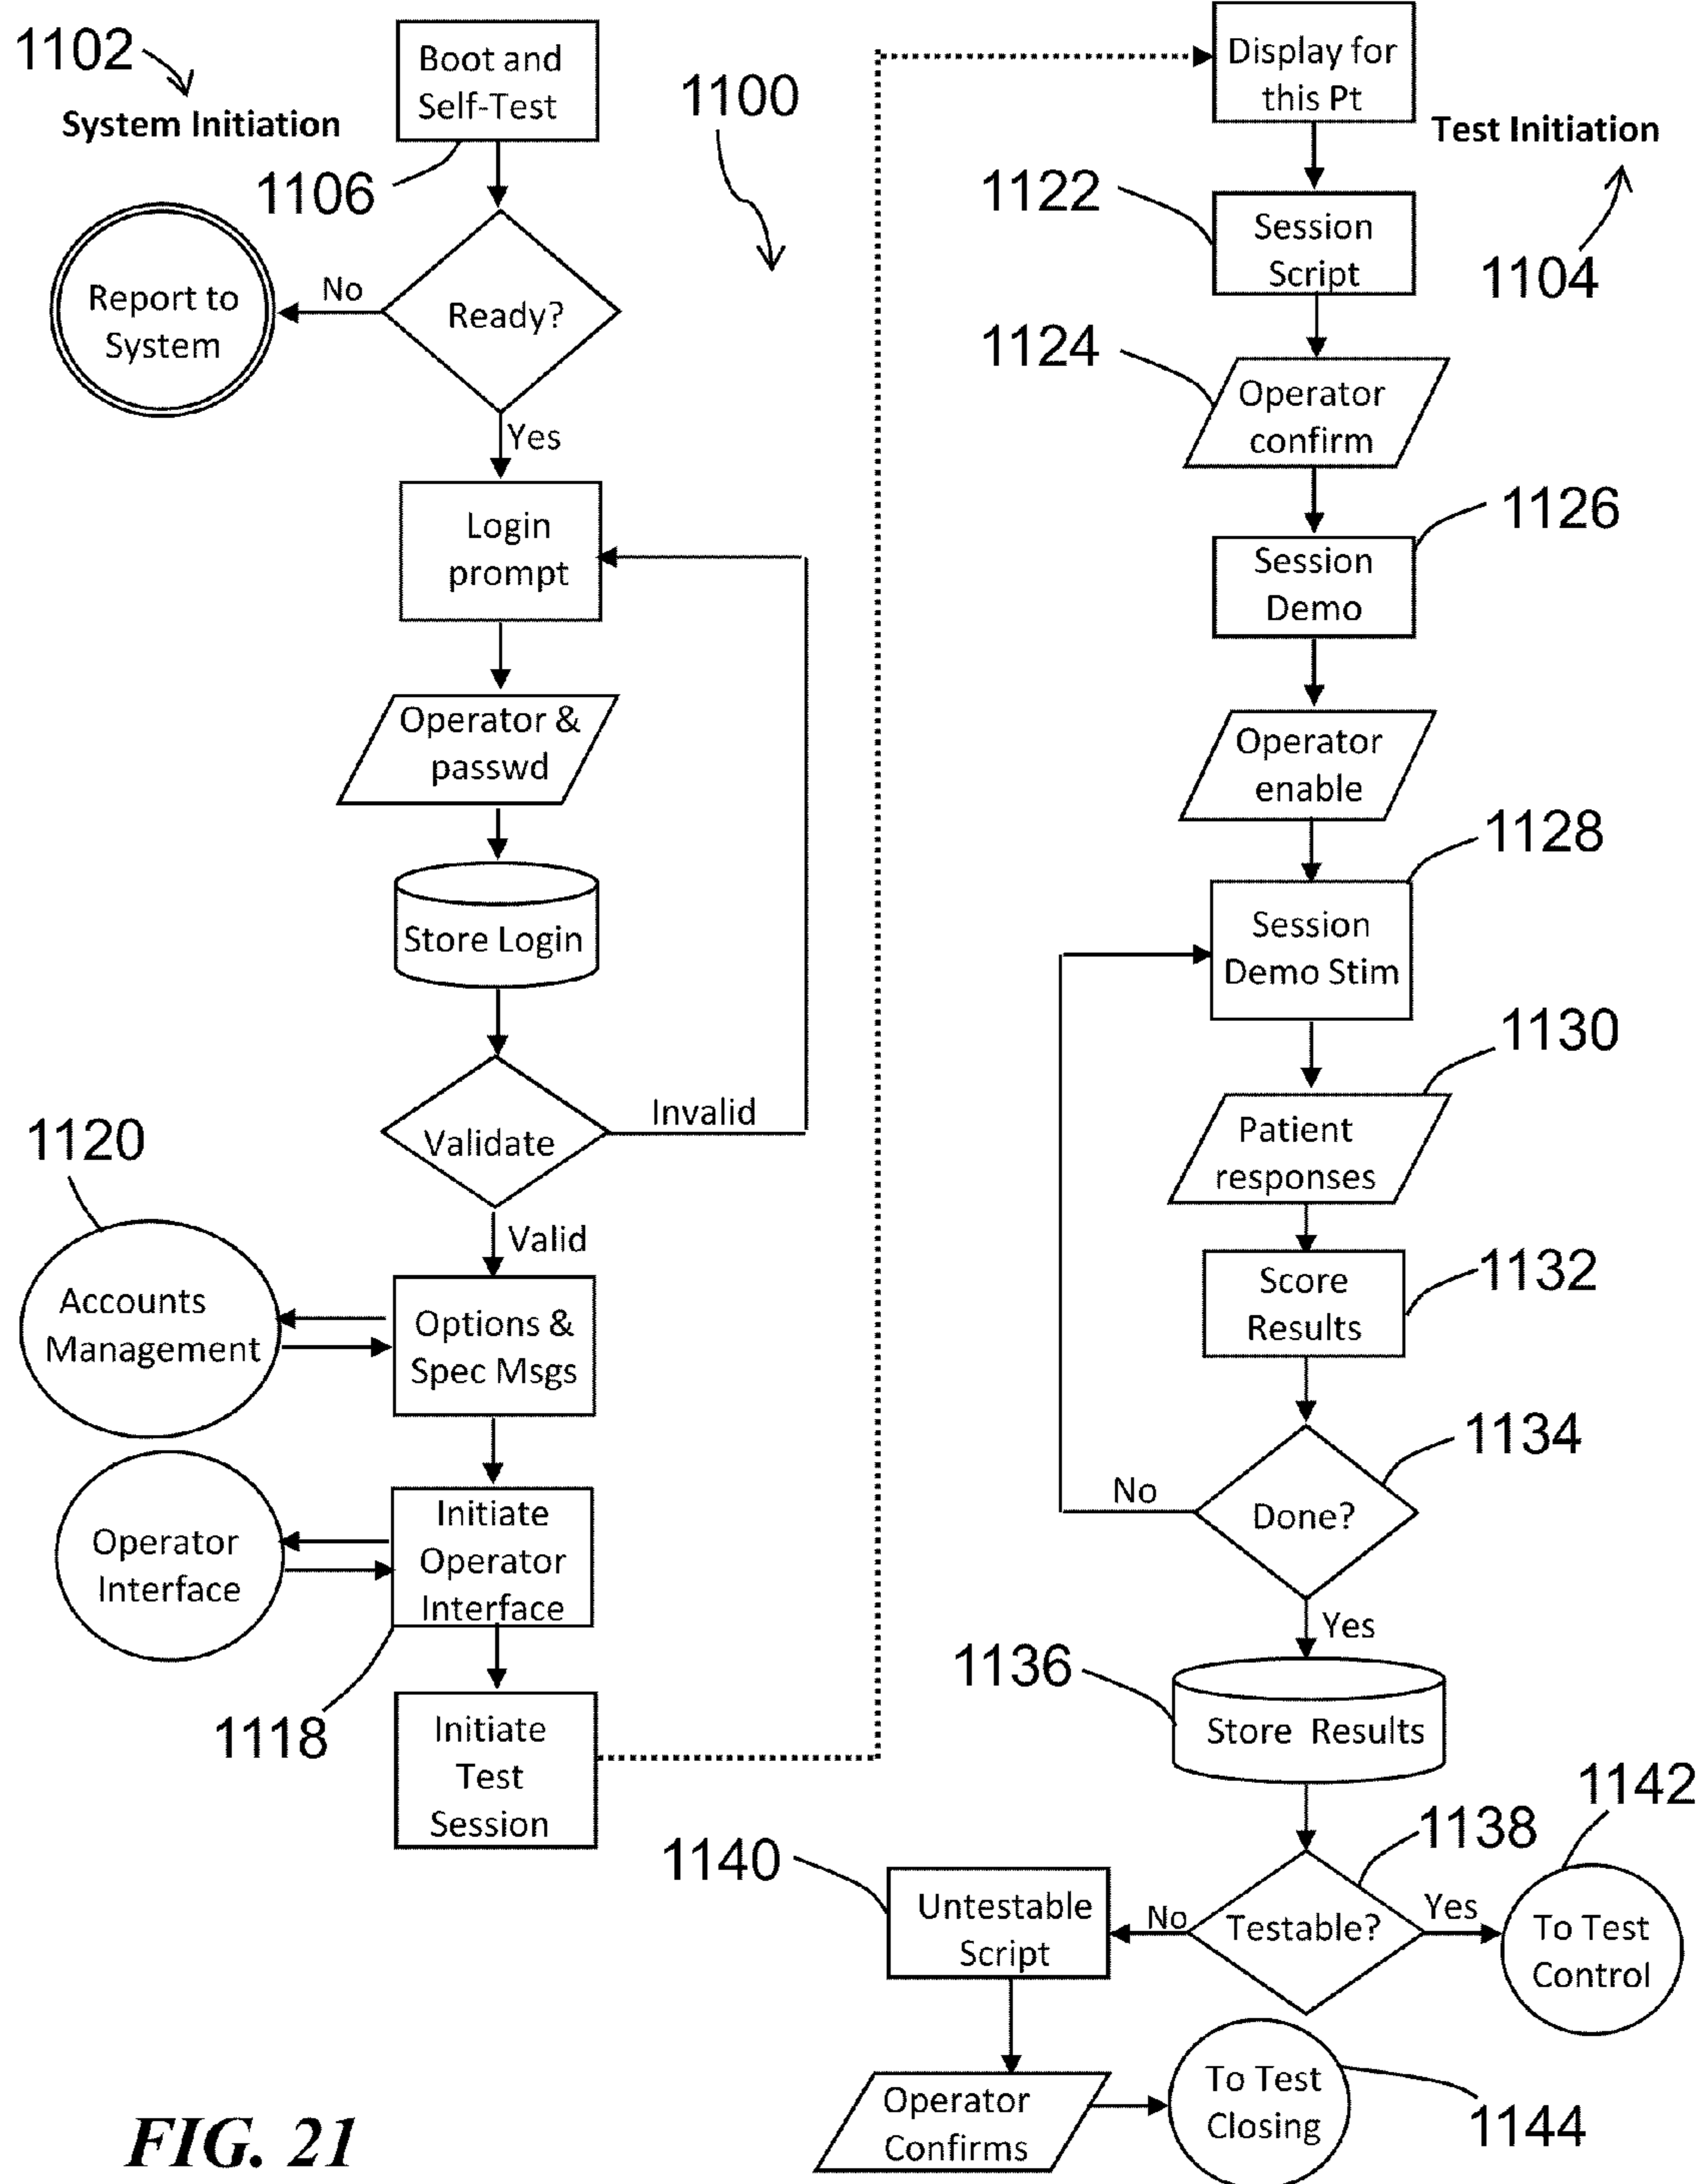 1102
System Initiation
Boot and
Self-Test
1106
1100
Report to
System
No
Ready?
Yes
Login
prompt
Operator &
passwd
Store Login
Validate
Invalid
Valid
1120
Accounts
Management
Options &
Spec Msgs
Operator
Interface
Initiate
Operator
Interface
1118
Initiate
Test
Session
Display for
this Pt
Test Initiation
1104
1122
Session
Script
1124
Operator
confirm
1126
Session
Demo
Operator
enable
1128
Session
Demo Stim
1130
Patient
responses
1132
Score
Results
1134
Done?
No
Yes
1136
Store Results
1138
Testable?
No
Yes
1142
To Test
Control
1140
Untestable
Script
Operator
Confirms
To Test
Closing
1144
FIG. 21